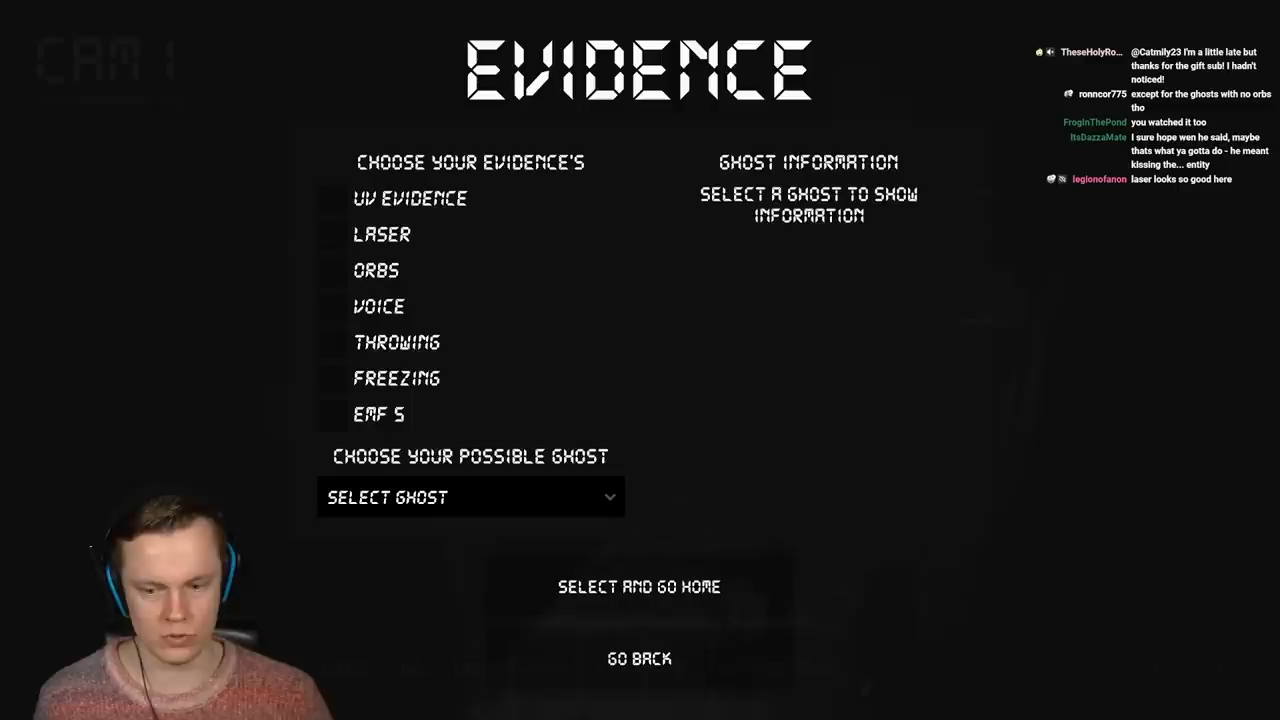 CAM 1
EVIDENCE
CHOOSE YOUR EVIDENCE'S
UV EVIDENCE
LASER
ORBS
VOICE
THROWING
FREEZING
EMF 5
CHOOSE YOUR POSSIBLE GHOST
SELECT GHOST
GHOST INFORMATION
SELECT A GHOST TO SHOW
INFORMATION
SELECT AND GO HOME
GO BACK
TheseHolyRo... @Catmily23 I'm a little late but
thanks for the gift sub! I hadn't
noticed!
ronncor775 except for the ghosts with no orbs
tho
FrogInThePond you watched it too
ItsDazzaMate I sure hope wen he said, maybe
thats what ya gotta do - he meant
kissing the... entity
legionofanon laser looks so good here